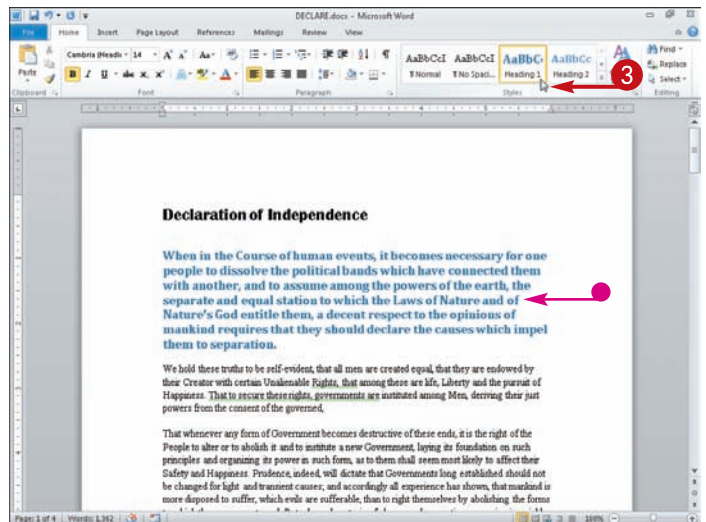 DECLARE.docx - Microsoft Word
File Home Insert Page Layout References Mailings Review View
Cambria (Headi 14 A A Aa
AaBbCcI AaBbCcI AaBbC AaBbCc A
Find
Replace
Select
Paste
B I U abc x, x² A
¶ Normal ¶ No Spaci... Heading 1 Heading 2
Clipboard Font Paragraph Styles Editing
3
Declaration of Independence
When in the Course of human events, it becomes necessary for one
people to dissolve the political bands which have connected them
with another, and to assume among the powers of the earth, the
separate and equal station to which the Laws of Nature and of
Nature's God entitle them, a decent respect to the opinions of
mankind requires that they should declare the causes which impel
them to separation.
We hold these truths to be self-evident, that all men are created equal, that they are endowed by
their Creator with certain Unalienable Rights, that among these are life, Liberty and the pursuit of
Happiness. That to secure these rights, governments are instituted among Men, deriving their just
powers from the consent of the governed,
That whenever any form of Government becomes destructive of these ends, it is the right of the
People to alter or to abolish it and to institute a new Government, laying its foundation on such
principles and organizing its power in such form, as to them shall seem most likely to affect their
Safety and Happiness. Prudence, indeed, will dictate that Governments long established should not
be changed for light and transient causes; and accordingly all experience has shown, that mankind is
more disposed to suffer, which evils are sufferable, than to right themselves by abolishing the forms
Page: 1 of 4 Words: 1,362 100%